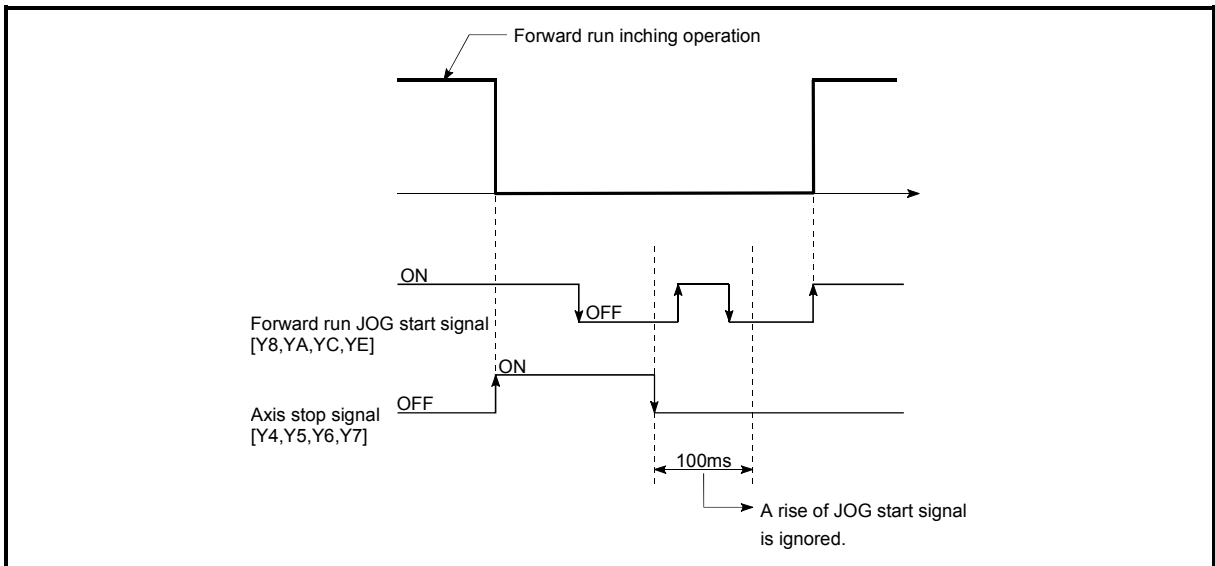 Forward run inching operation
ON
OFF
Forward run JOG start signal
[Y8,YA,YC,YE]
ON
OFF
Axis stop signal
[Y4,Y5,Y6,Y7]
100ms
A rise of JOG start signal
is ignored.